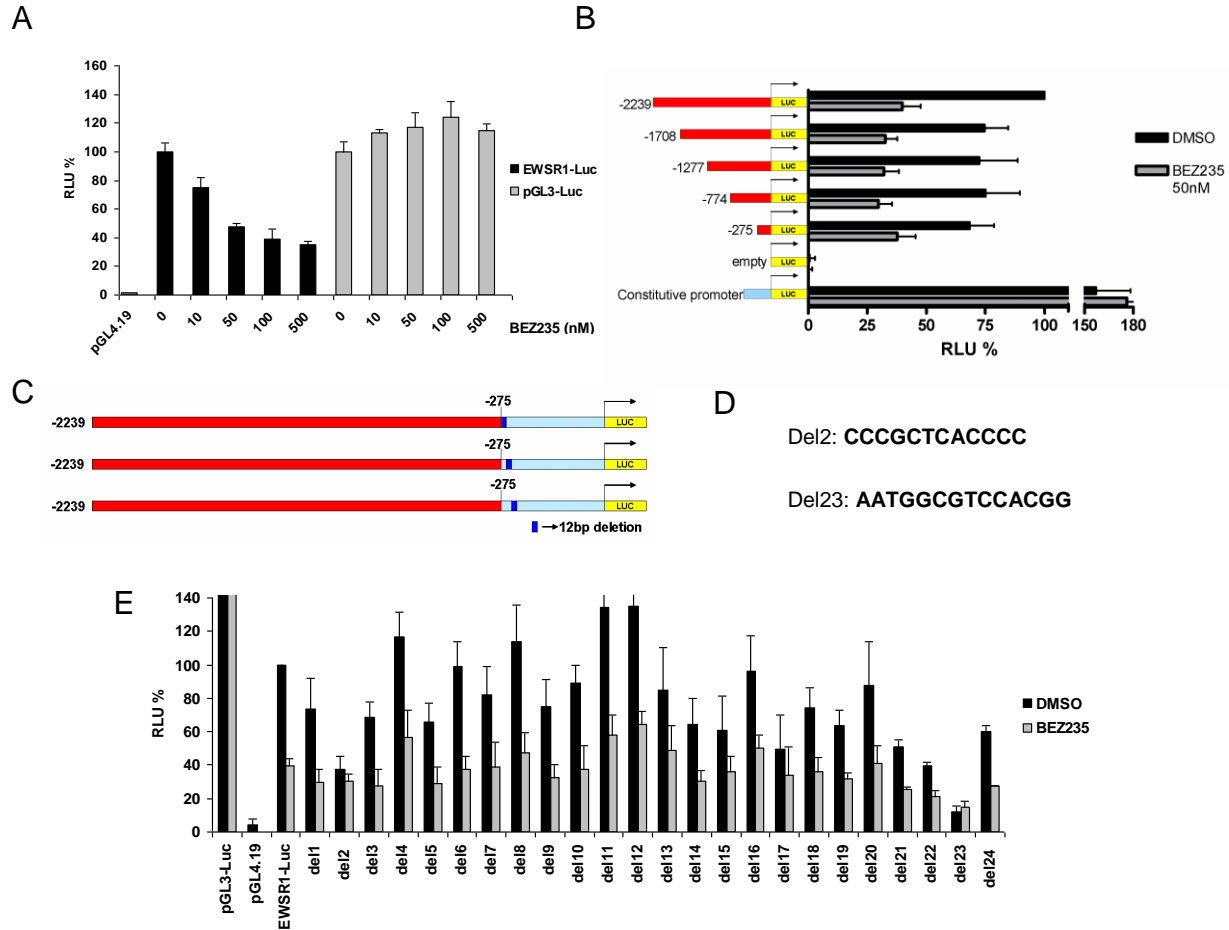 A
160
140
120
100
80
60
40
20
0
RLU %
pGL4.19
0
10
50
100
500
0
10
50
100
500
BEZ235 (nM)
EWSR1-Luc
pGL3-Luc
B
-2239 LUC
-1708 LUC
-1277 LUC
-774 LUC
-275 LUC
empty LUC
Constitutive promoter LUC
0 25 50 75 100 150 180
RLU %
DMSO
BEZ235
50nM
C
-275
-2239 LUC
-275
-2239 LUC
-275
-2239 LUC
12bp deletion
D
Del2: CCCGCTCACCCC
Del23: AATGGCGTCCACGG
E
140
120
100
80
60
40
20
0
RLU %
pGL3-Luc
pGL4.19
EWSR1-Luc
del1
del2
del3
del4
del5
del6
del7
del8
del9
del10
del11
del12
del13
del14
del15
del16
del17
del18
del19
del20
del21
del22
del23
del24
DMSO
BEZ235